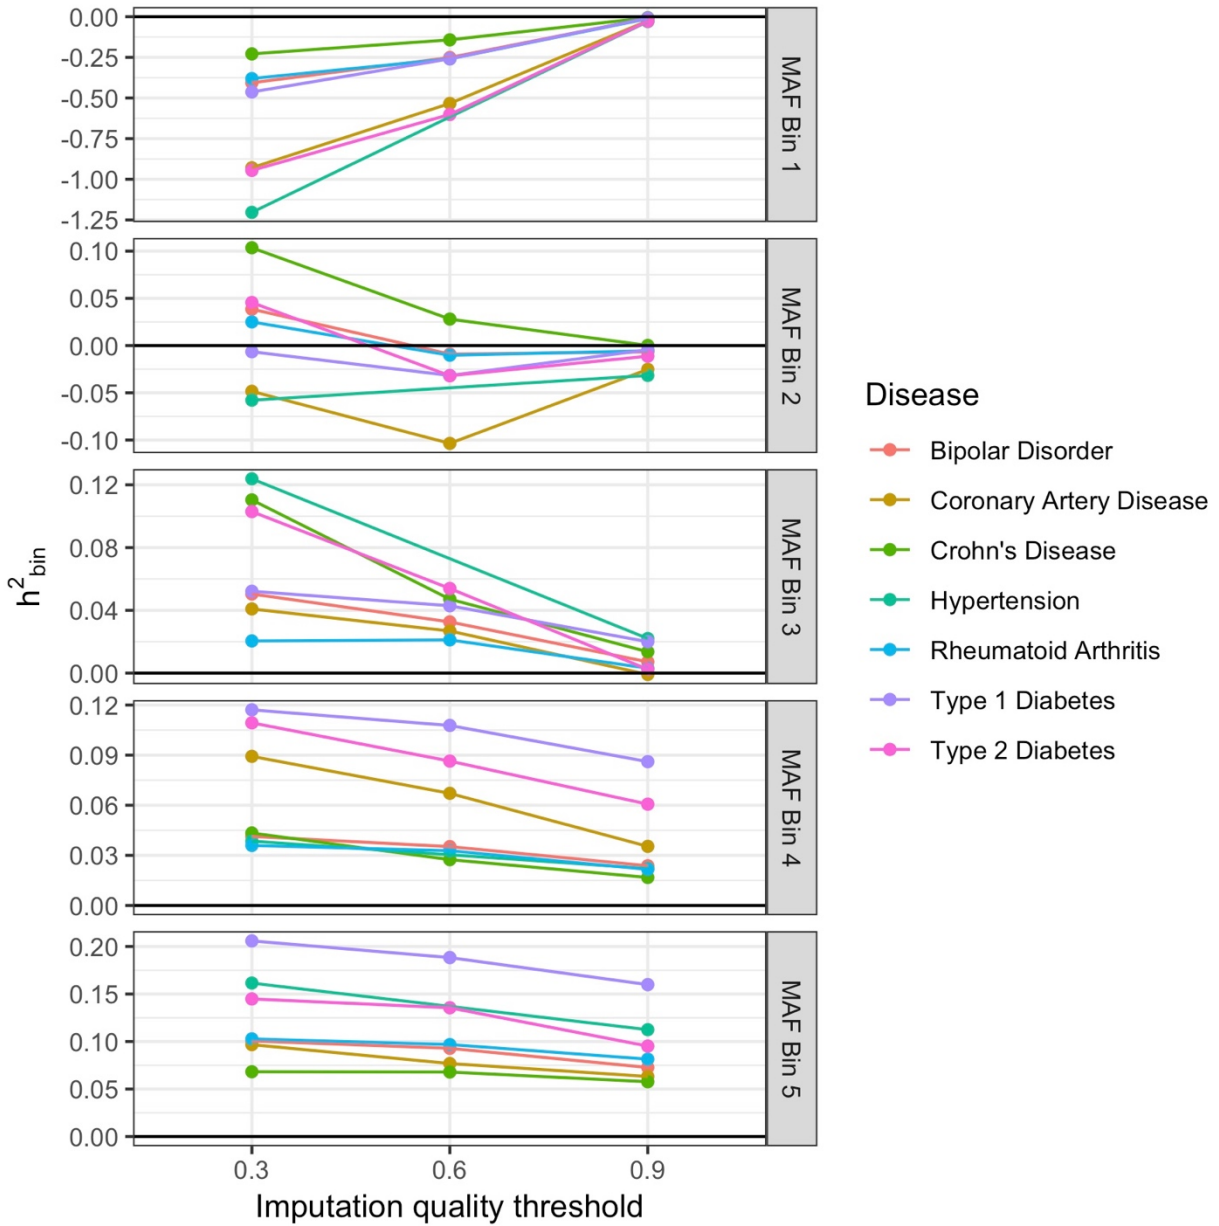 0.00
-0.25
-0.50
-0.75
-1.00
-1.25
MAF Bin 1
0.10
0.05
0.00
-0.05
-0.10
MAF Bin 2
0.12
0.08
0.04
0.00
MAF Bin 3
0.12
0.09
0.06
0.03
0.00
MAF Bin 4
0.20
0.15
0.10
0.05
0.00
MAF Bin 5
h²bin
0.3 0.6 0.9
Imputation quality threshold
Disease
Bipolar Disorder
Coronary Artery Disease
Crohn's Disease
Hypertension
Rheumatoid Arthritis
Type 1 Diabetes
Type 2 Diabetes